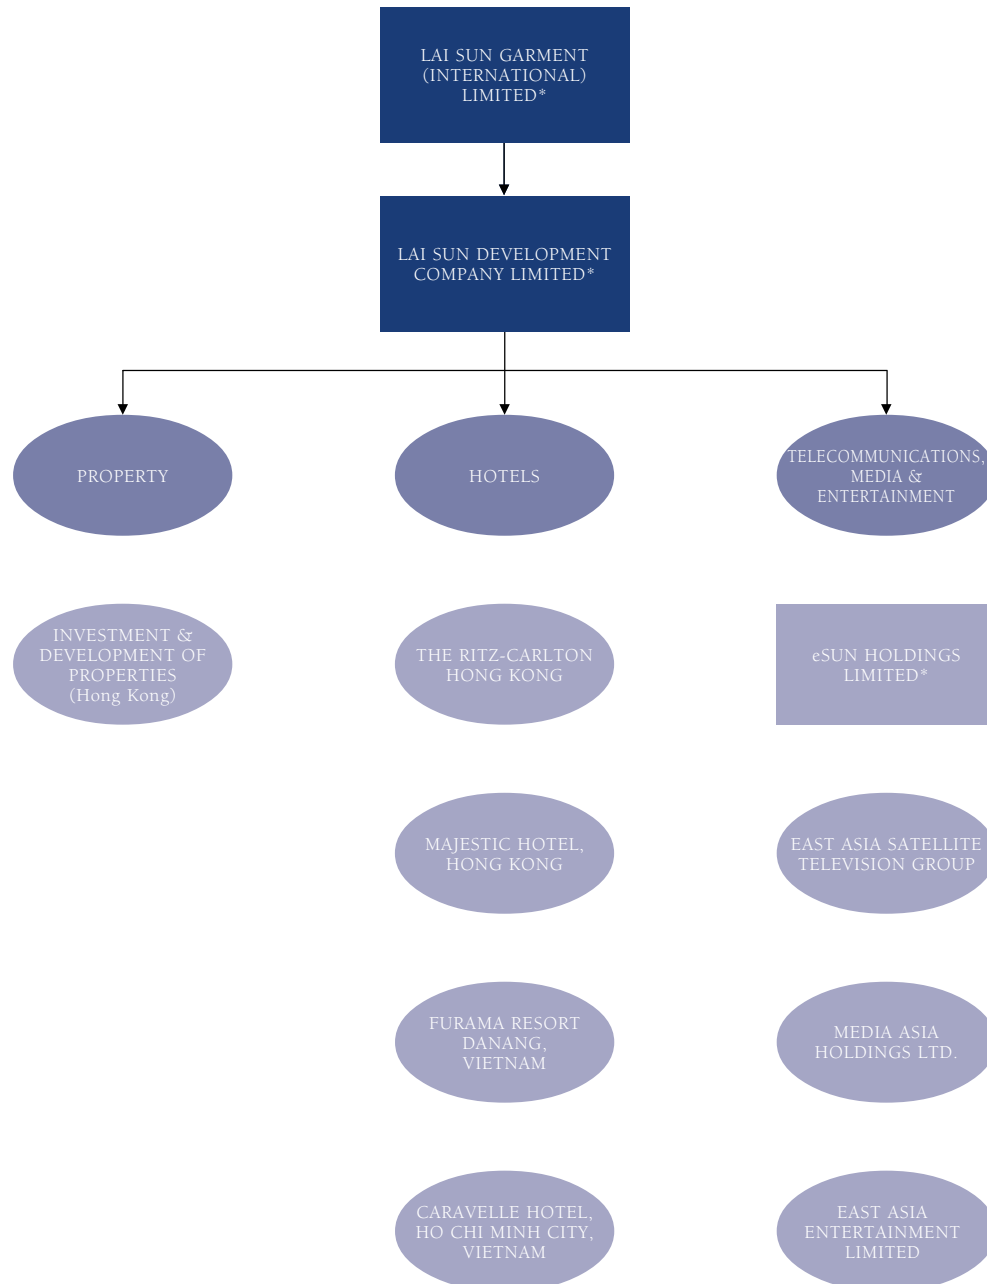 LAI SUN GARMENT
(INTERNATIONAL)
LIMITED*
LAI SUN DEVELOPMENT
COMPANY LIMITED*
PROPERTY
HOTELS
TELECOMMUNICATIONS,
MEDIA &
ENTERTAINMENT
INVESTMENT &
DEVELOPMENT OF
PROPERTIES
(Hong Kong)
THE RITZ-CARLTON
HONG KONG
eSUN HOLDINGS
LIMITED*
MAJESTIC HOTEL,
HONG KONG
EAST ASIA SATELLITE
TELEVISION GROUP
FURAMA RESORT
DANANG,
VIETNAM
MEDIA ASIA
HOLDINGS LTD.
CARAVELLE HOTEL,
HO CHI MINH CITY,
VIETNAM
EAST ASIA
ENTERTAINMENT
LIMITED